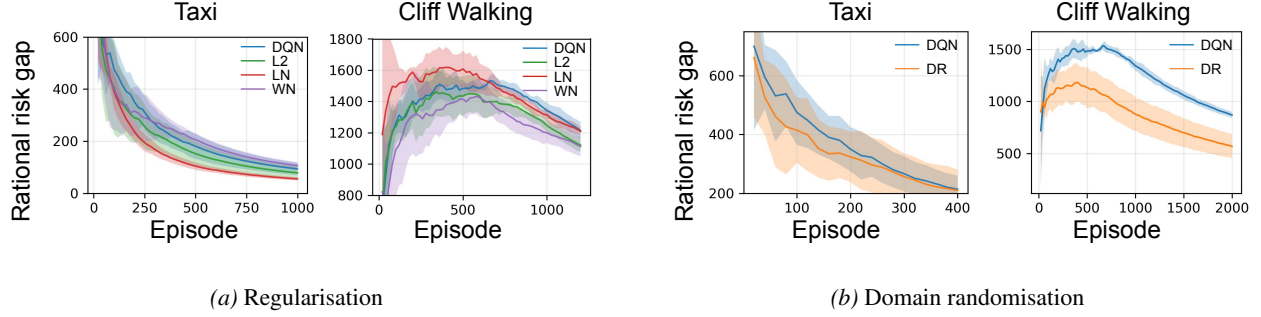 Taxi
Rational risk gap
600
400
200
0
0
250
500
750
1000
Episode
DQN
L2
LN
WN
Cliff Walking
1800
1600
1400
1200
1000
800
0
500
1000
Episode
DQN
L2
LN
WN
(a) Regularisation
Taxi
Rational risk gap
600
400
200
100
200
300
400
Episode
DQN
DR
Cliff Walking
1500
1000
500
0
500
1000
1500
2000
Episode
DQN
DR
(b) Domain randomisation